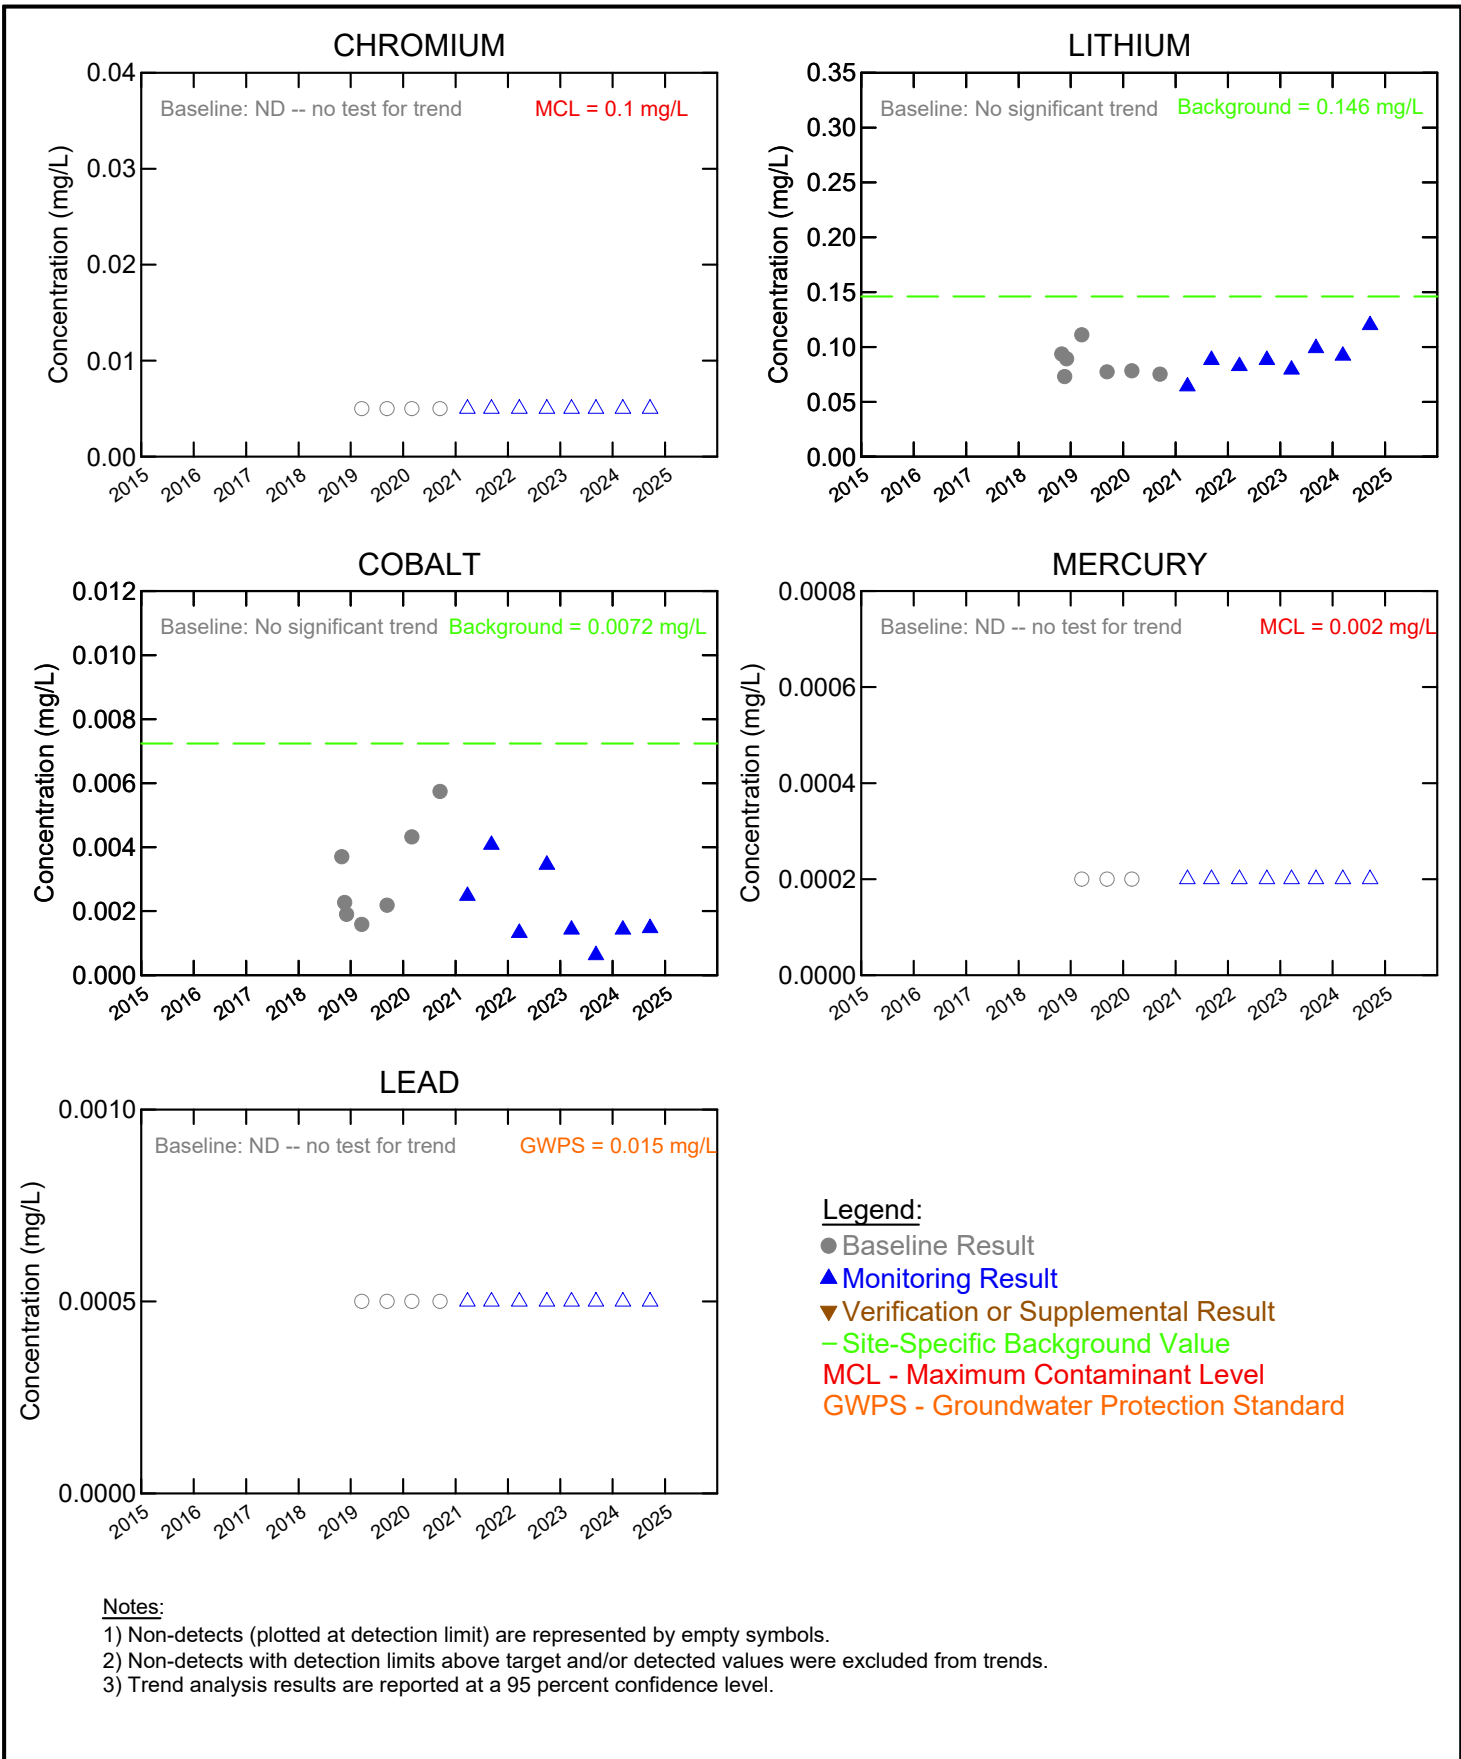 CHROMIUM
Concentration (mg/L)
0.04
0.03
0.02
0.01
0.00
Baseline: ND -- no test for trend
MCL = 0.1 mg/L
2015 2016 2017 2018 2019 2020 2021 2022 2023 2024 2025
LITHIUM
Concentration (mg/L)
0.35
0.30
0.25
0.20
0.15
0.10
0.05
0.00
Baseline: No significant trend
Background = 0.146 mg/L
2015 2016 2017 2018 2019 2020 2021 2022 2023 2024 2025
COBALT
Concentration (mg/L)
0.012
0.010
0.008
0.006
0.004
0.002
0.000
Baseline: No significant trend
Background = 0.0072 mg/L
2015 2016 2017 2018 2019 2020 2021 2022 2023 2024 2025
MERCURY
Concentration (mg/L)
0.0008
0.0006
0.0004
0.0002
0.0000
Baseline: ND -- no test for trend
MCL = 0.002 mg/L
2015 2016 2017 2018 2019 2020 2021 2022 2023 2024 2025
LEAD
Concentration (mg/L)
0.0010
0.0005
0.0000
Baseline: ND -- no test for trend
GWPS = 0.015 mg/L
2015 2016 2017 2018 2019 2020 2021 2022 2023 2024 2025
Legend:
Baseline Result
Monitoring Result
Verification or Supplemental Result
Site-Specific Background Value
MCL - Maximum Contaminant Level
GWPS - Groundwater Protection Standard
Notes:
1) Non-detects (plotted at detection limit) are represented by empty symbols.
2) Non-detects with detection limits above target and/or detected values were excluded from trends.
3) Trend analysis results are reported at a 95 percent confidence level.